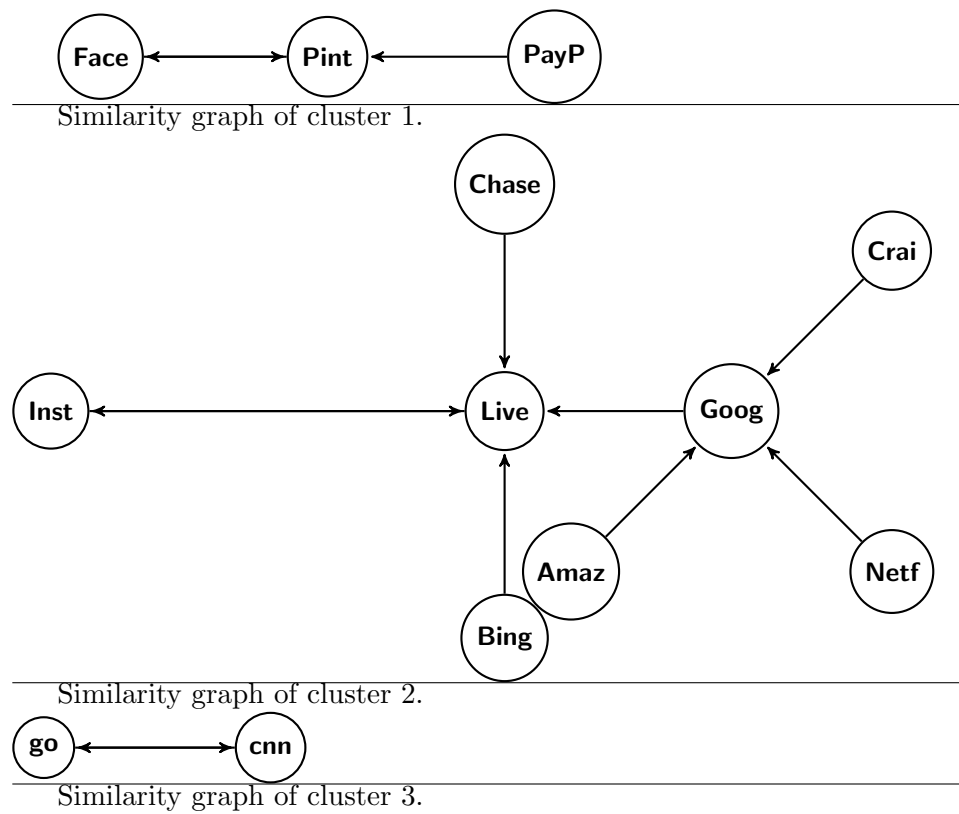 Face Pint PayP
Similarity graph of cluster 1.
Chase
Crai
Inst Live Goog
Amaz Netf
Bing
Similarity graph of cluster 2.
go cnn
Similarity graph of cluster 3.